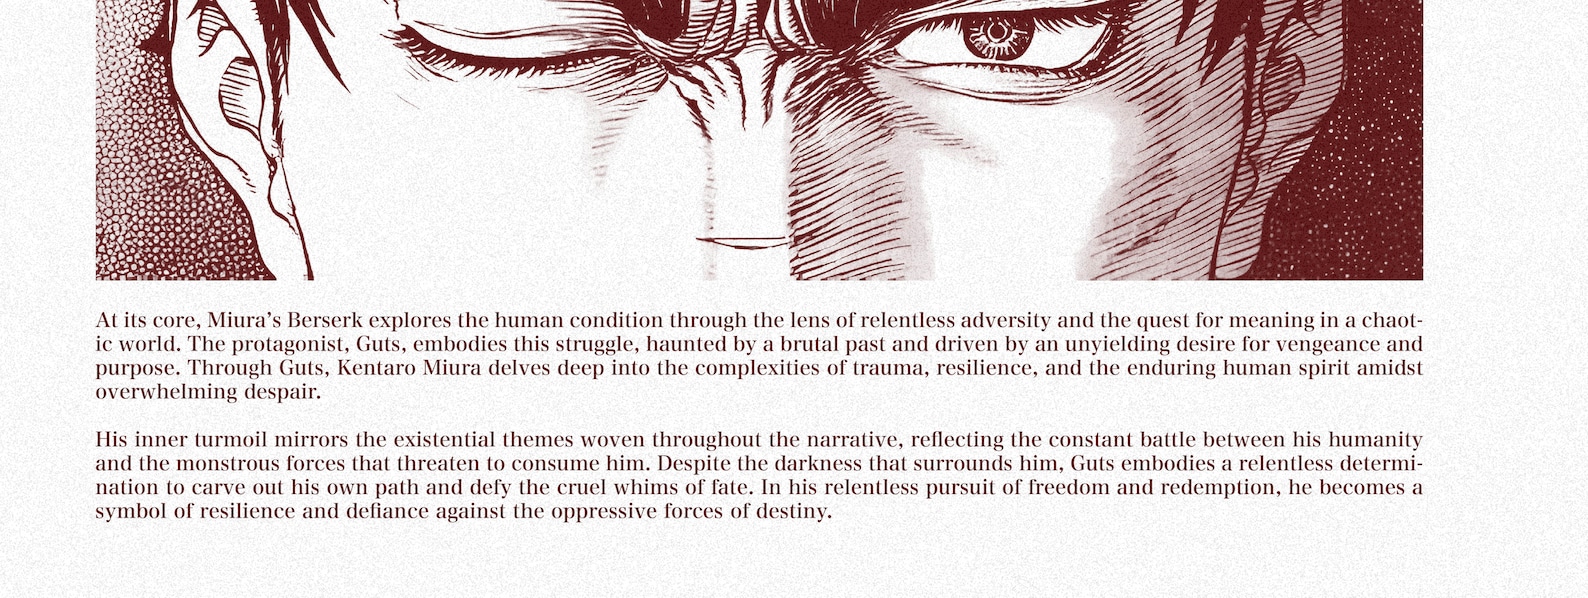 At its core, Miura’s Berserk explores the human condition through the lens of relentless adversity and the quest for meaning in a chaot-
ic world. The protagonist, Guts, embodies this struggle, haunted by a brutal past and driven by an unyielding desire for vengeance and
purpose. Through Guts, Kentaro Miura delves deep into the complexities of trauma, resilience, and the enduring human spirit amidst
overwhelming despair.
His inner turmoil mirrors the existential themes woven throughout the narrative, reflecting the constant battle between his humanity
and the monstrous forces that threaten to consume him. Despite the darkness that surrounds him, Guts embodies a relentless determi-
nation to carve out his own path and defy the cruel whims of fate. In his relentless pursuit of freedom and redemption, he becomes a
symbol of resilience and defiance against the oppressive forces of destiny.